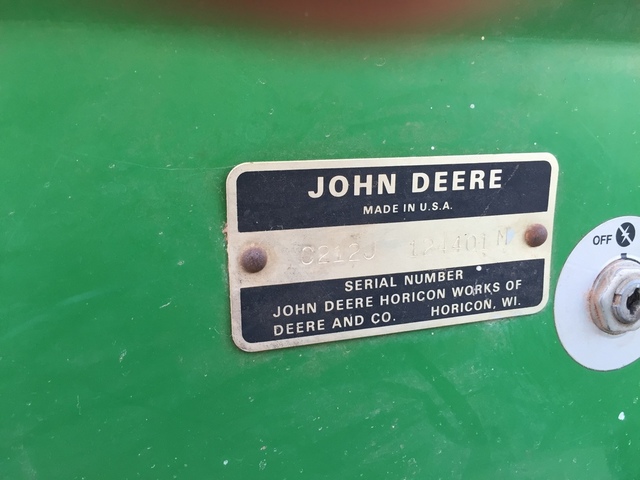 JOHN DEERE
MADE IN U.S.A.
SERIAL NUMBER
JOHN DEERE HORICON WORKS OF
DEERE AND CO. HORICON, WI.
OFF